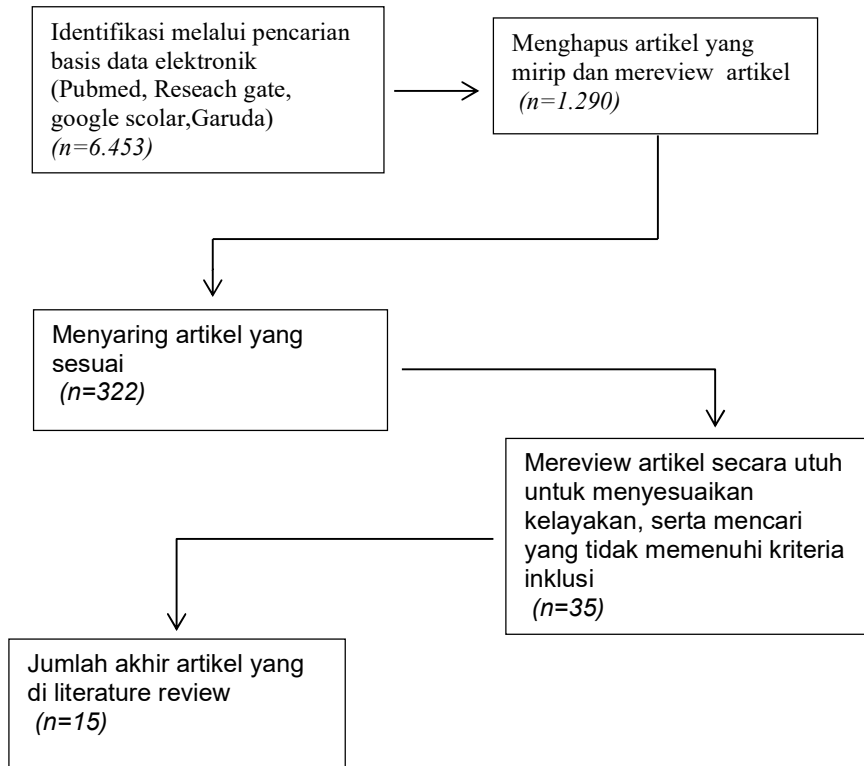 Identifikasi melalui pencarian
basis data elektronik
(Pubmed, Reseach gate,
google scolar,Garuda)
(n=6.453)
Menghapus artikel yang
mirip dan mereview artikel
(n=1.290)
Menyaring artikel yang
sesuai
(n=322)
Mereview artikel secara utuh
untuk menyesuaikan
kelayakan, serta mencari
yang tidak memenuhi kriteria
inklusi
(n=35)
Jumlah akhir artikel yang
di literature review
(n=15)